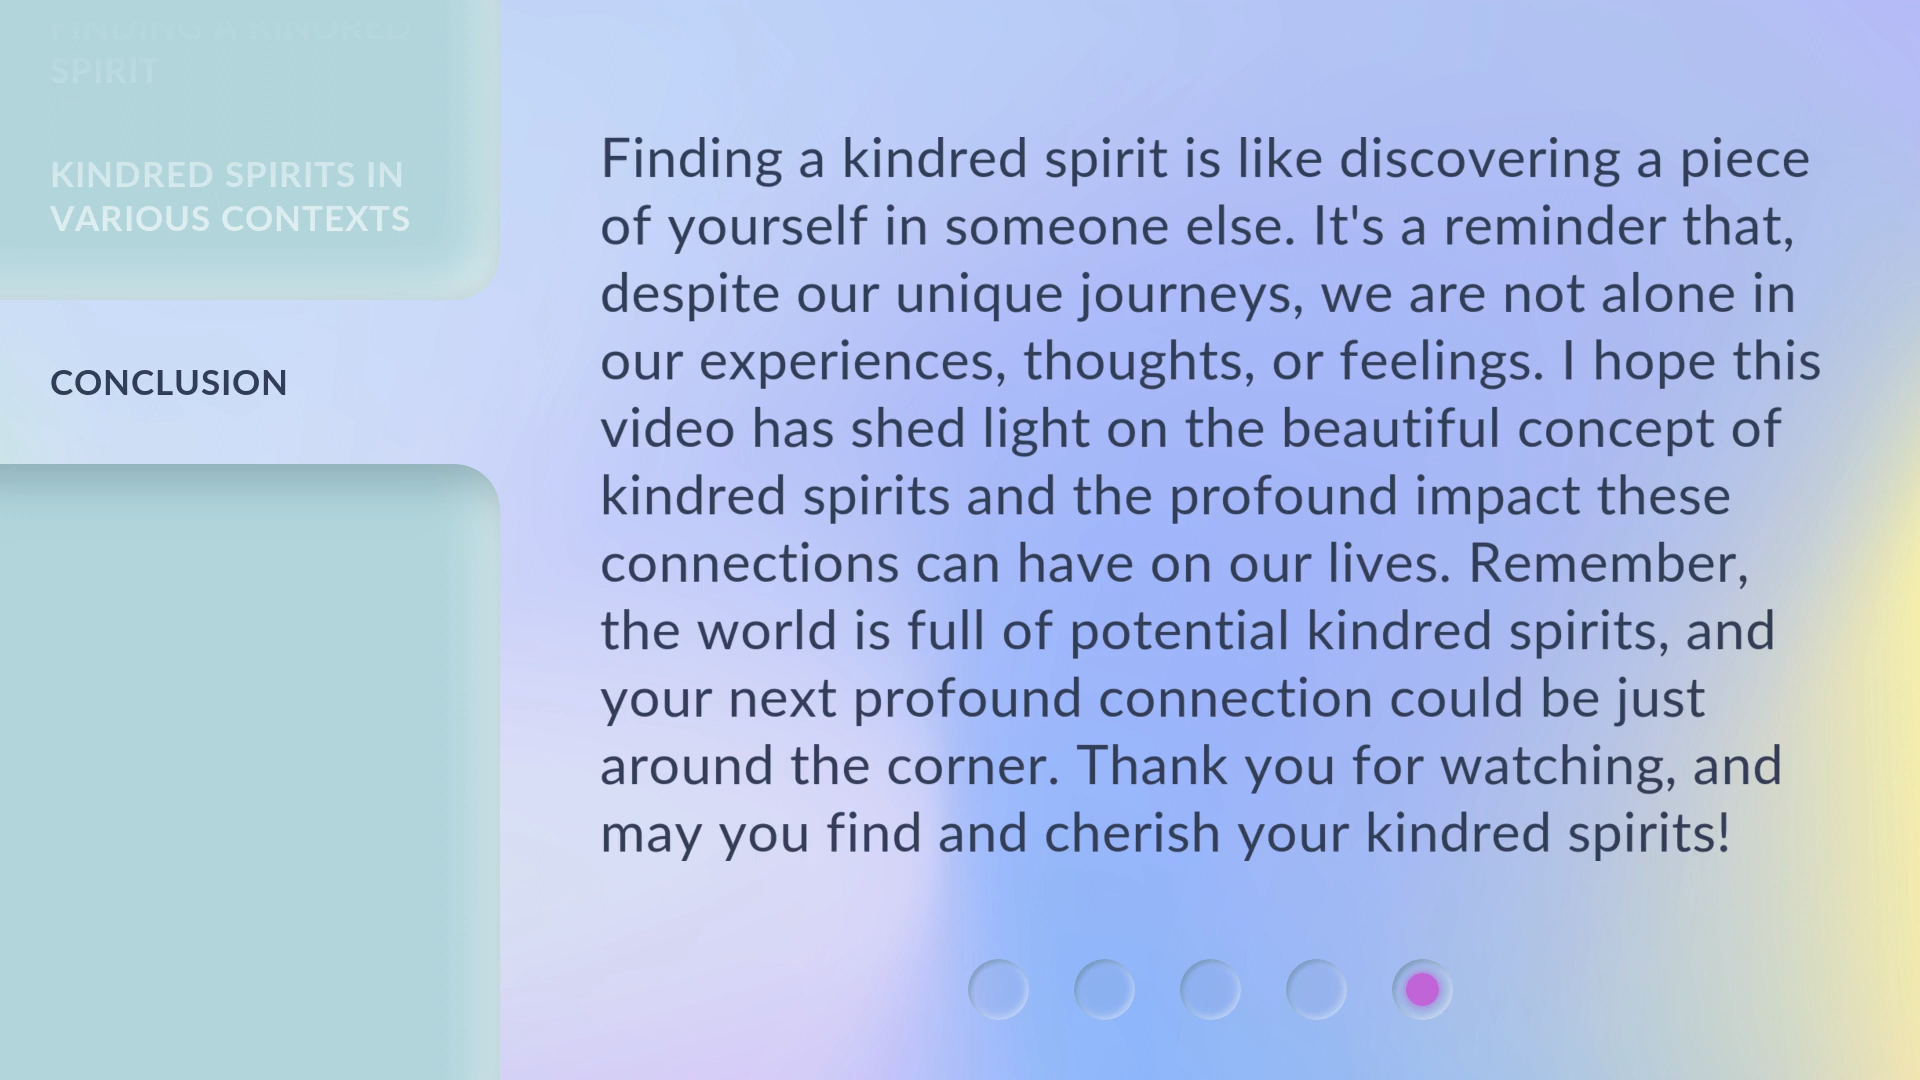 FINDING A KINDRED
SPIRIT
KINDRED SPIRITS IN
VARIOUS CONTEXTS
CONCLUSION
Finding a kindred spirit is like discovering a piece
of yourself in someone else. It's a reminder that,
despite our unique journeys, we are not alone in
our experiences, thoughts, or feelings. I hope this
video has shed light on the beautiful concept of
kindred spirits and the profound impact these
connections can have on our lives. Remember,
the world is full of potential kindred spirits, and
your next profound connection could be just
around the corner. Thank you for watching, and
may you find and cherish your kindred spirits!